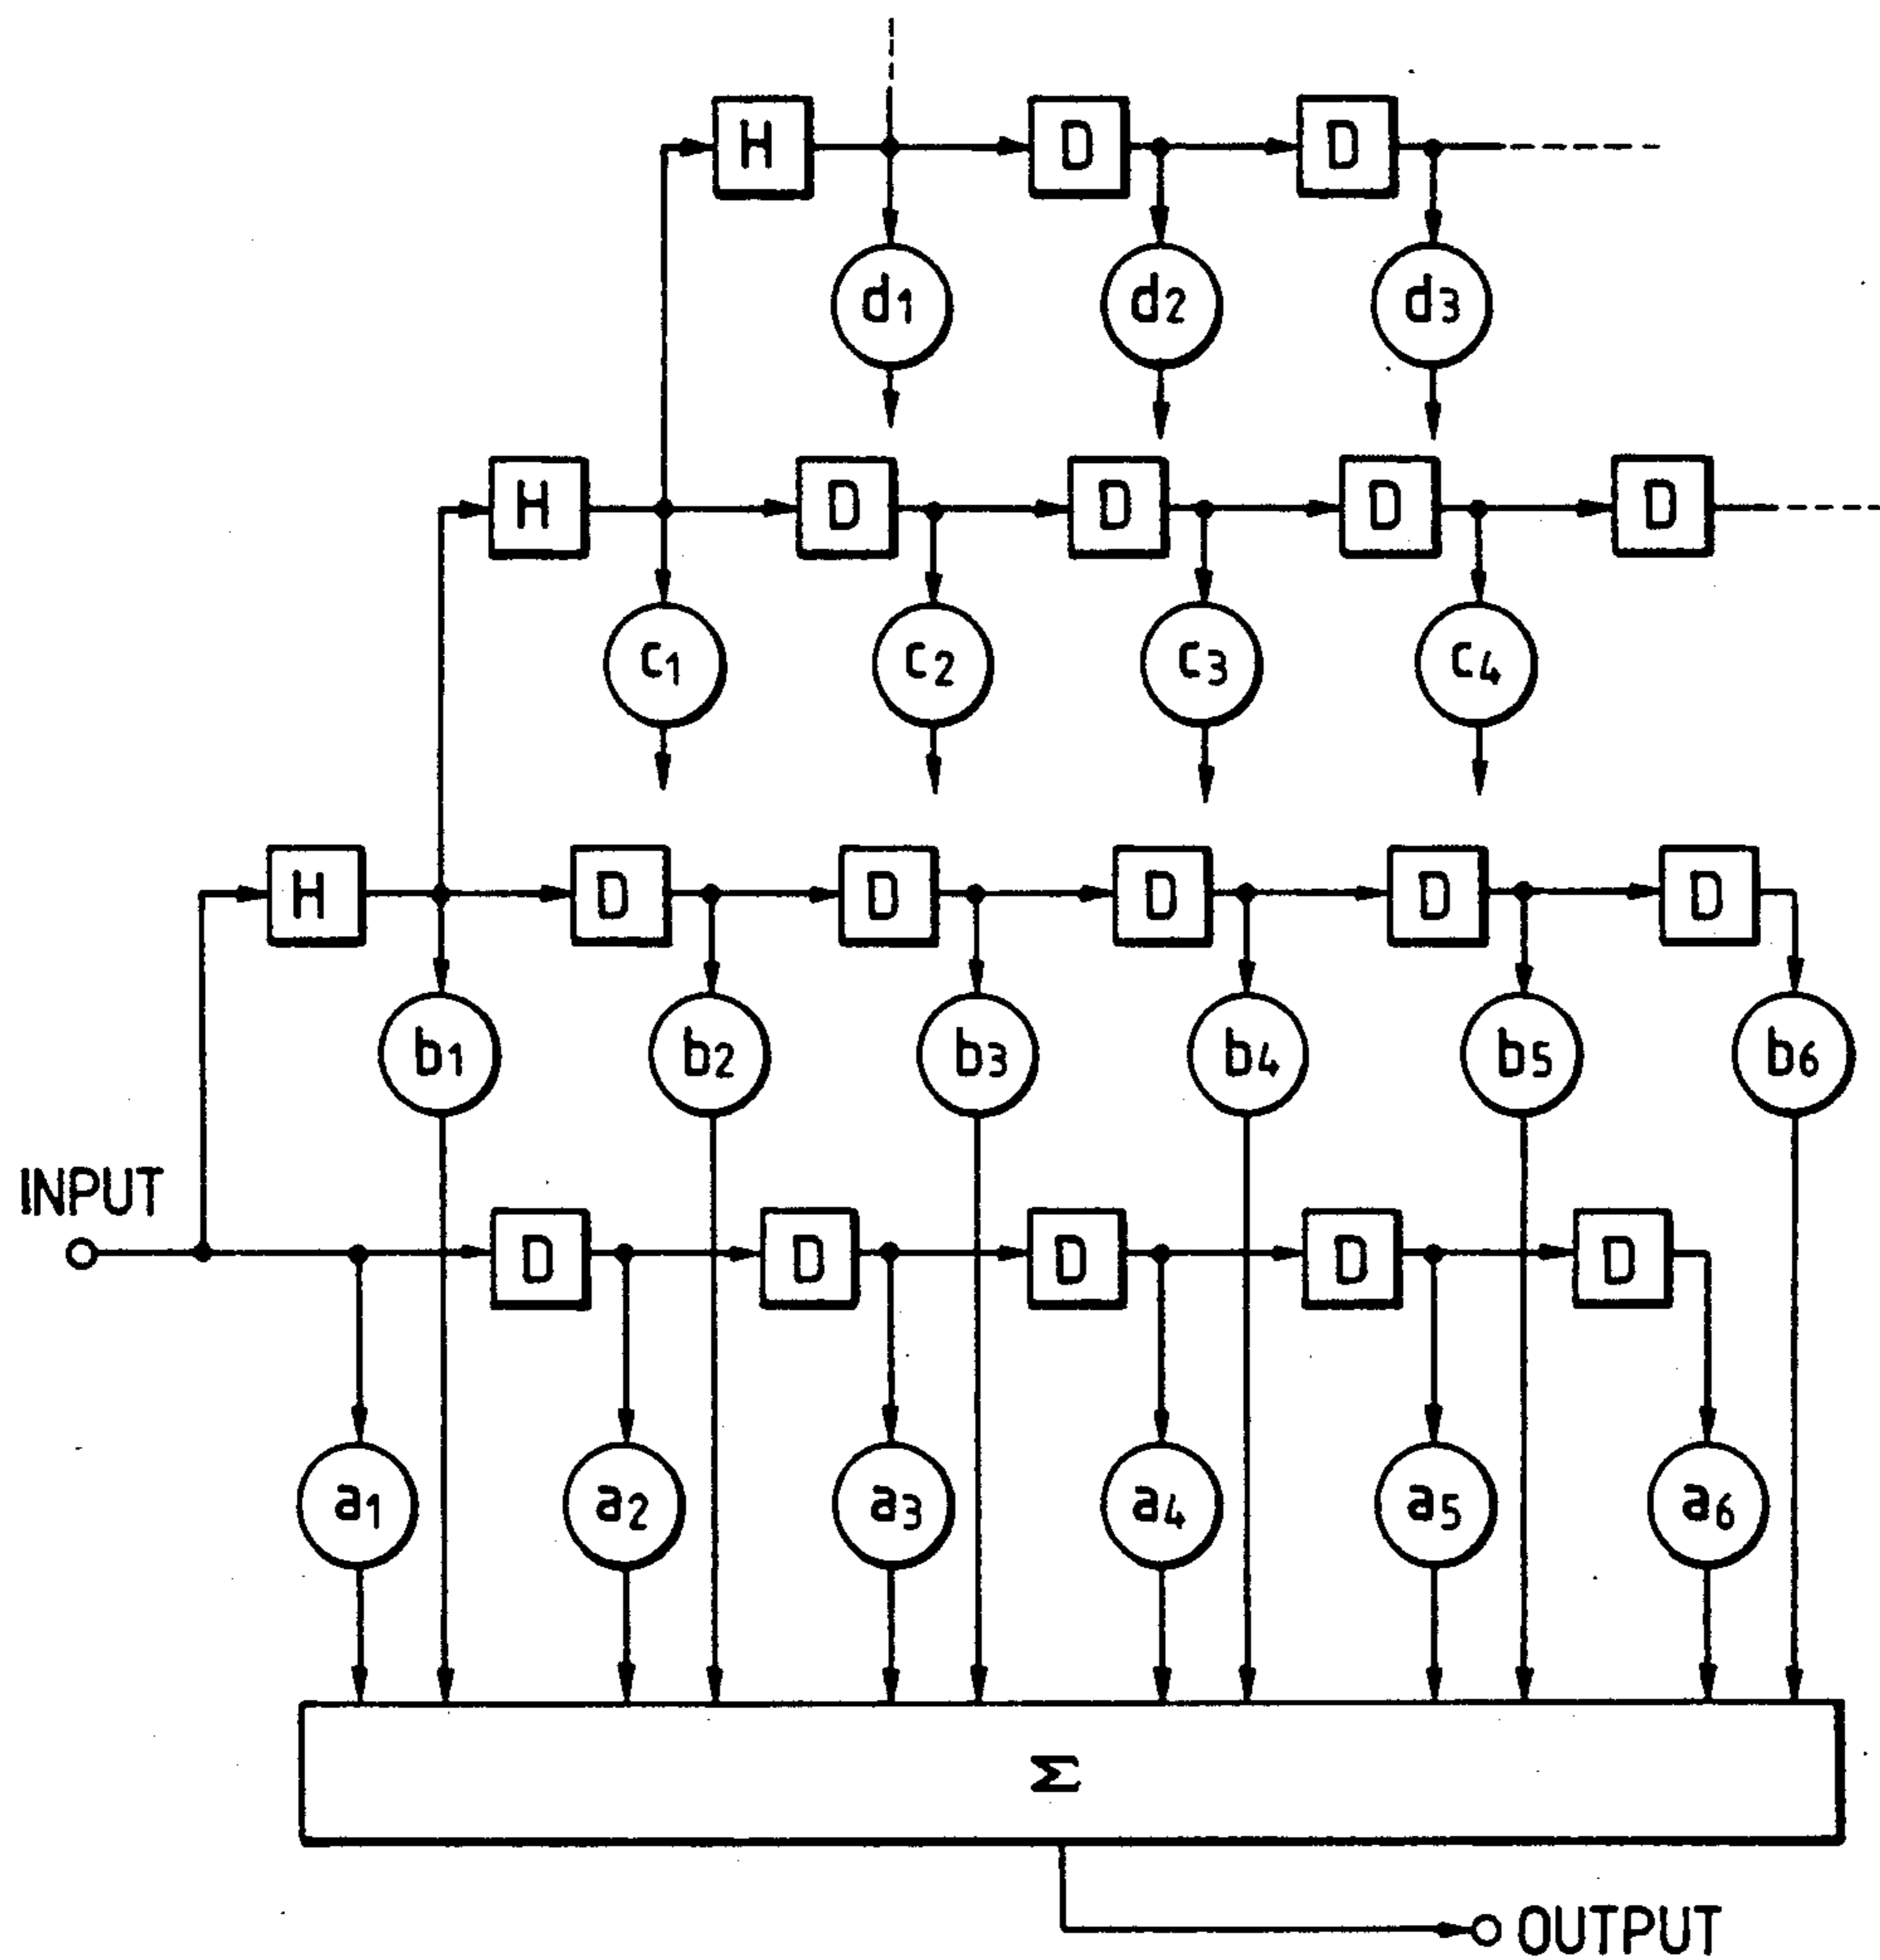 H D D
d1 d2 d3
H D D D D
c1 c2 c3 c4
H D D D D D
b1 b2 b3 b4 b5 b6
INPUT
D D D D D
a1 a2 a3 a4 a5 a6
Σ
OUTPUT